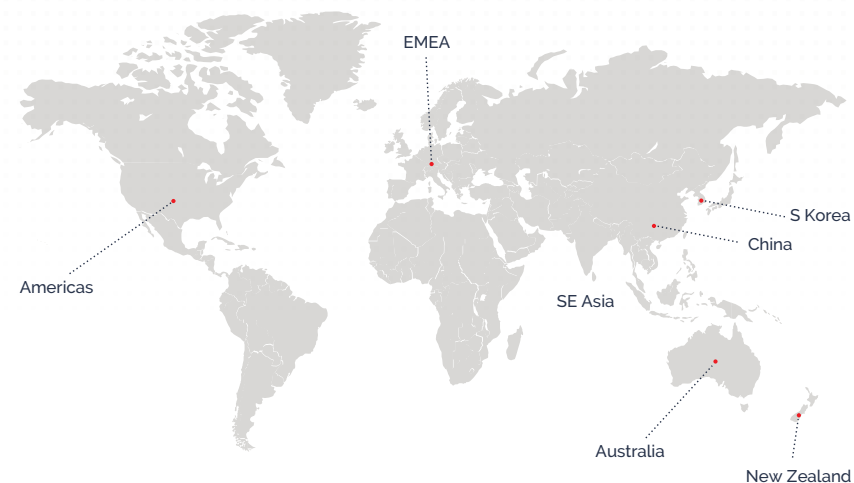 EMEA
S Korea
China
Americas
SE Asia
Australia
New Zealand